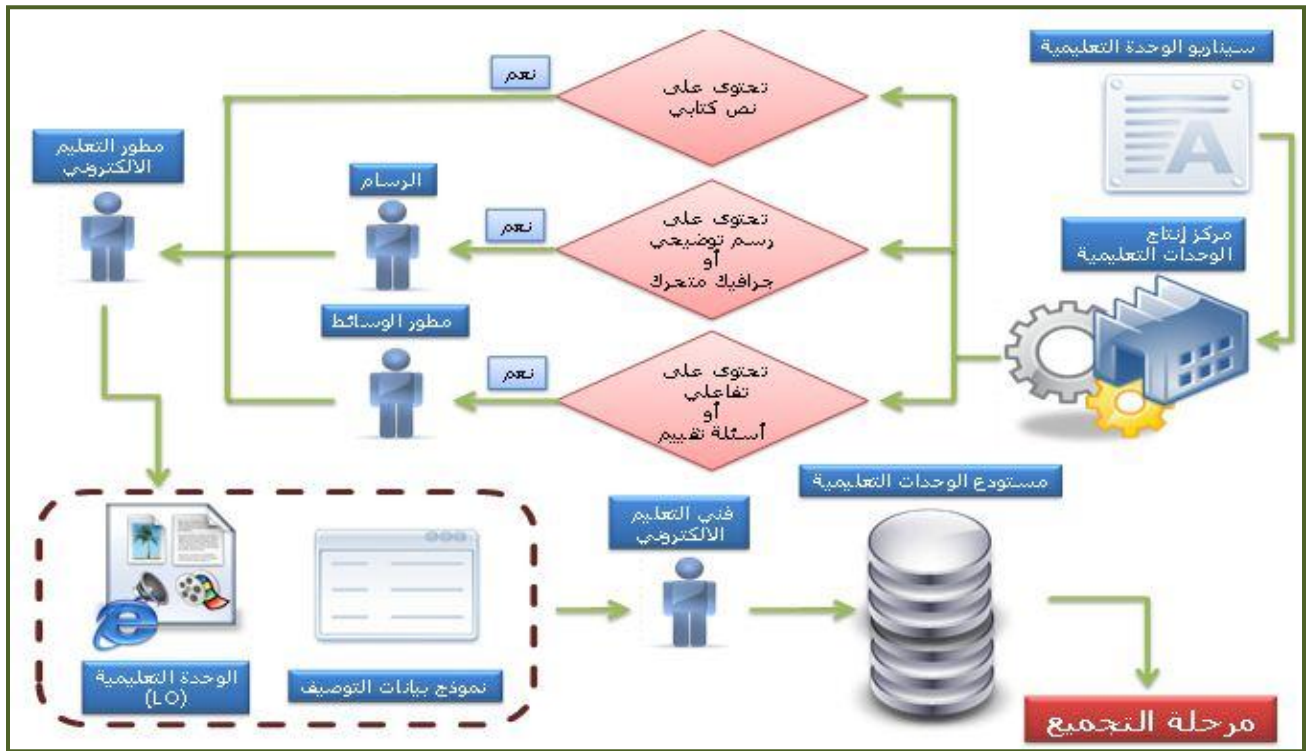 سيناريو الوحدة التعليمية
A
مركز إنتاج
الوحدات التعليمية
تحتوى على
نص كتابي
نعم
تحتوى على
رسم توضيحي
أو
جرافيك متحرك
نعم
الرسام
تحتوى على
تفاعلي
أو
أسئلة تقييم
نعم
مطور الوسائط
مطور التعليم
الالكتروني
الوحدة التعليمية
(LO)
نموذج بيانات التوصيف
فني التعليم
الالكتروني
مستودع الوحدات التعليمية
مرحلة التجميع